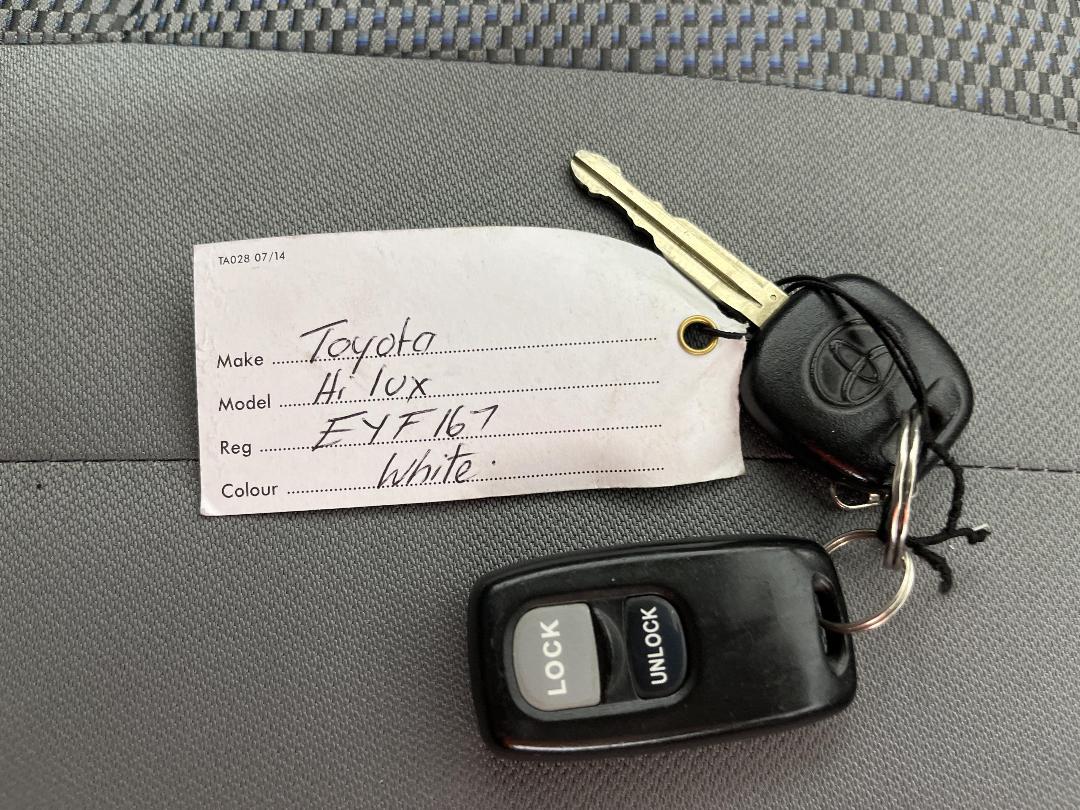 TA028 07/14
Make Toyota
Model Hi lux
Reg EYF167
Colour White.
LOCK
UNLOCK